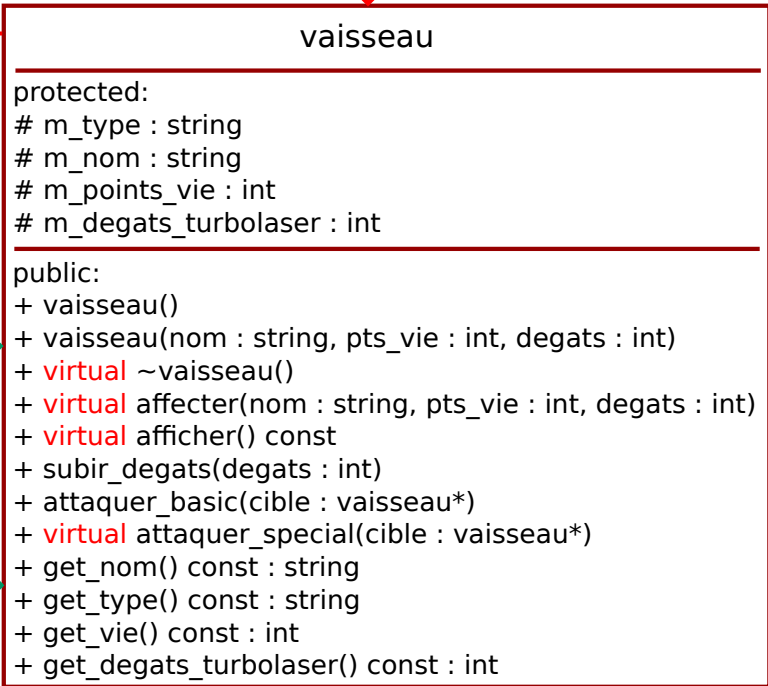 vaisseau
protected:
# m_type : string
# m_nom : string
# m_points_vie : int
# m_degats_turbolaser : int
public:
+ vaisseau()
+ vaisseau(nom : string, pts_vie : int, degats : int)
+ virtual ~vaisseau()
+ virtual affecter(nom : string, pts_vie : int, degats : int)
+ virtual afficher() const
+ subir_degats(degats : int)
+ attaquer_basic(cible : vaisseau*)
+ virtual attaquer_special(cible : vaisseau*)
+ get_nom() const : string
+ get_type() const : string
+ get_vie() const : int
+ get_degats_turbolaser() const : int